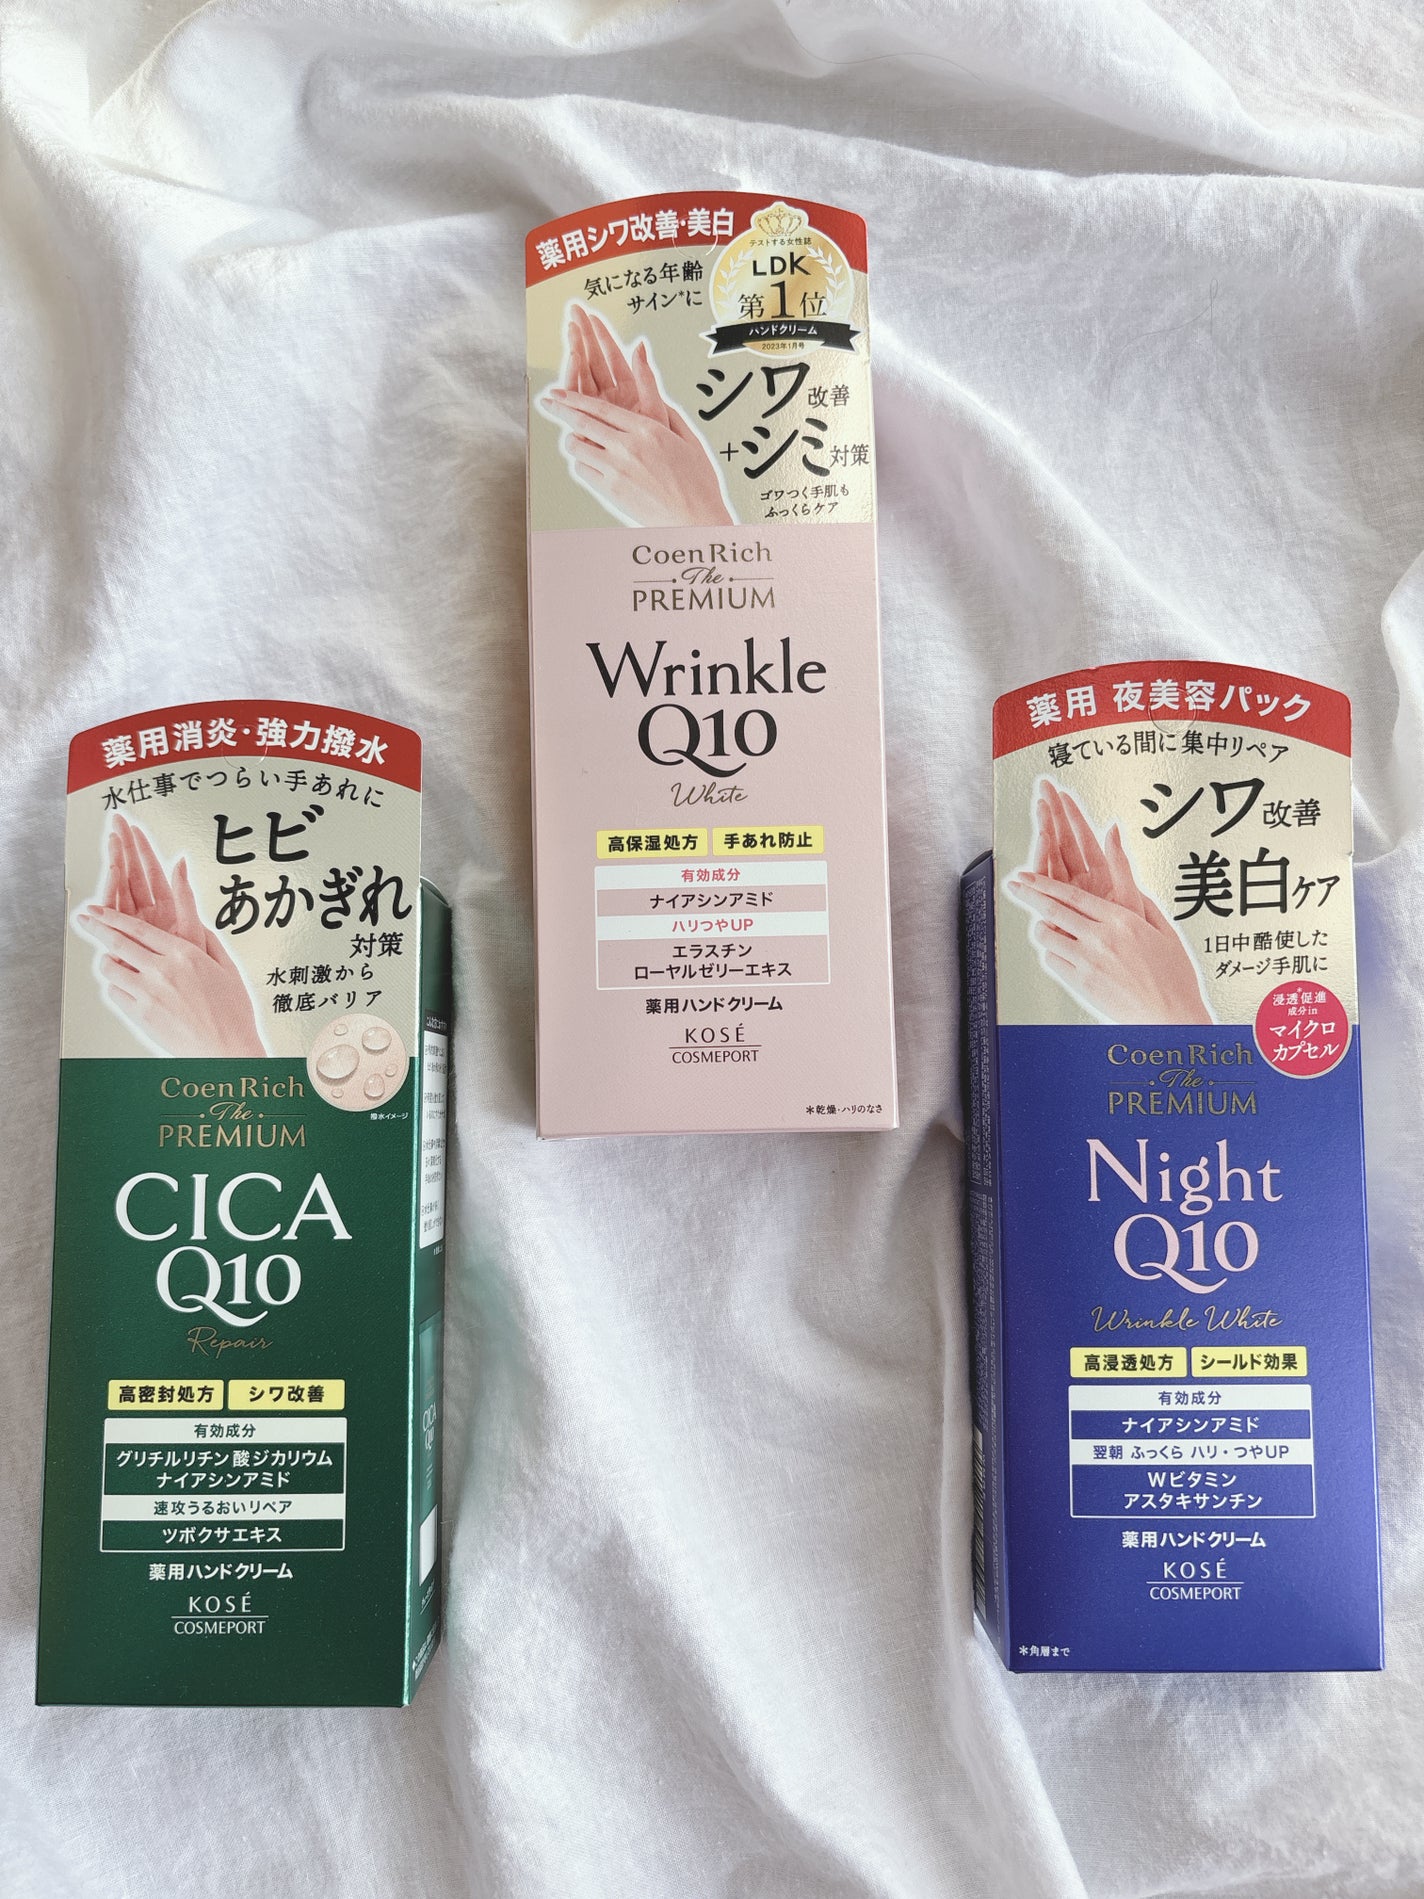 薬用シワ改善・美白
気になる年齢
サイン*に
テストする女性誌
LDK
第1位
ハンドクリーム
2023年1月号
シワ改善
+シミ対策
ゴワつく手肌も
ふっくらケア
CoenRich
The
PREMIUM
Wrinkle
Q10
White
高保湿処方 手あれ防止
有効成分
ナイアシンアミド
ハリつやUP
エラスチン
ローヤルゼリーエキス
薬用ハンドクリーム
KOSÉ
COSMEPORT
*乾燥・ハリのなさ
薬用消炎・強力撥水
水仕事でつらい手あれに
ヒビ
あかぎれ
対策
水刺激から
徹底バリア
撥水イメージ
CoenRich
The
PREMIUM
CICA
Q10
Repair
高密封処方 シワ改善
有効成分
グリチルリチン酸ジカリウム
ナイアシンアミド
速攻うるおいリペア
ツボクサエキス
薬用ハンドクリーム
KOSÉ
COSMEPORT
CICA
Q10
薬用 夜美容パック
寝ている間に集中リペア
シワ改善
美白ケア
1日中酷使した
ダメージ手肌に
浸透*促進
成分in
マイクロ
カプセル
CoenRich
The
PREMIUM
Night
Q10
Wrinkle White
高浸透処方 シールド効果
有効成分
ナイアシンアミド
翌朝 ふっくら ハリ・つやUP
Wビタミン
アスタキサンチン
薬用ハンドクリーム
KOSÉ
COSMEPORT
*角層まで